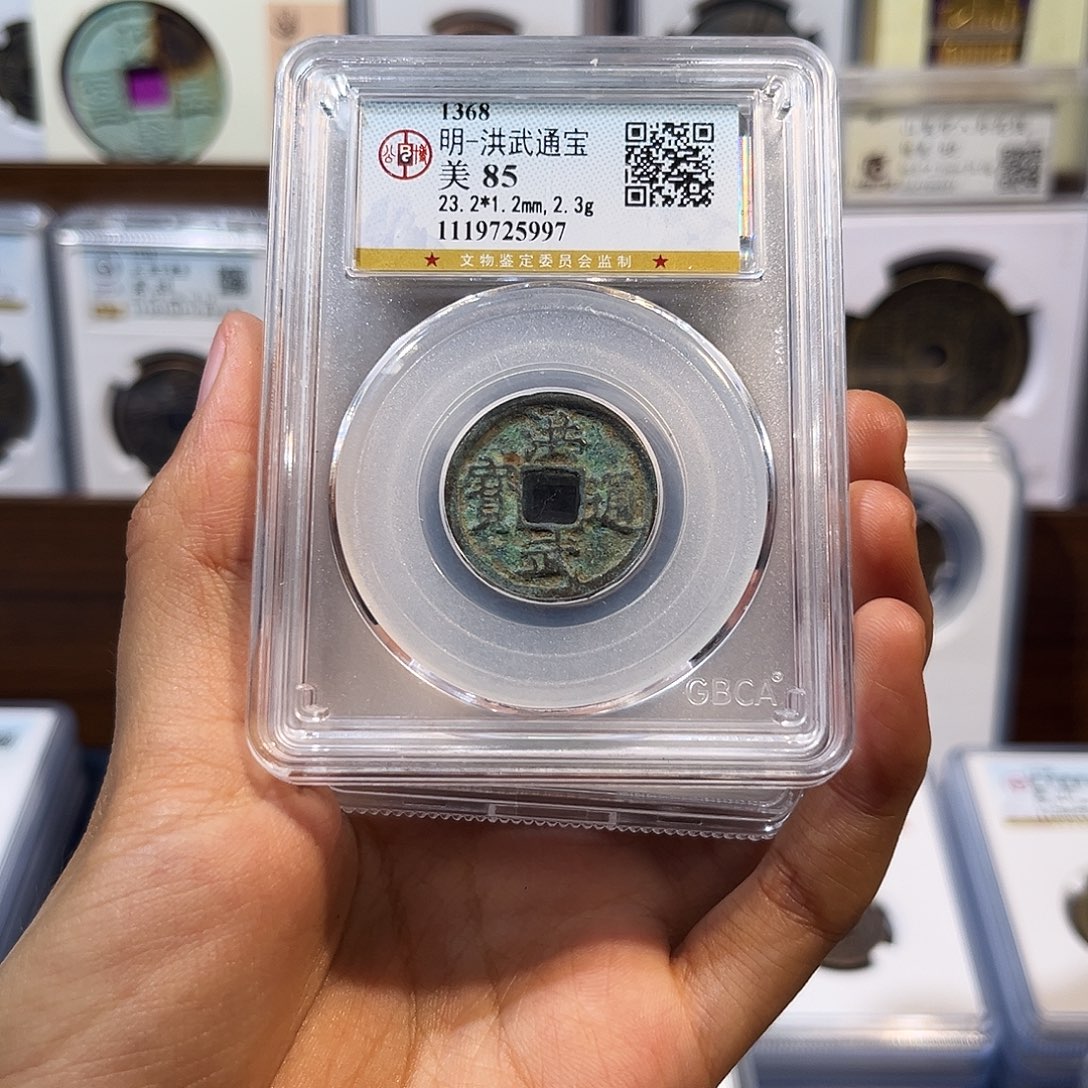 1368
明-洪武通宝
美 85
23.2*1.2mm,2.3g
1119725997
★ 文物鉴定委员会监制 ★
洪
寶 通
武
GBCA®